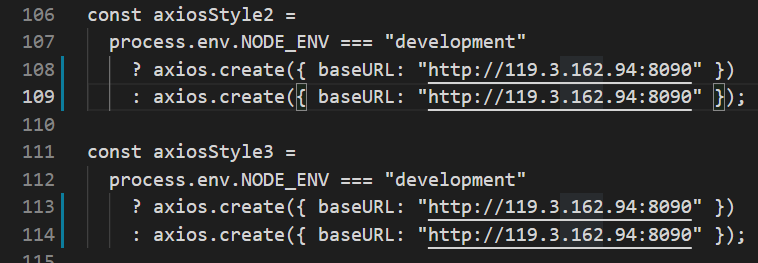 106 const axiosStyle2 =
107 process.env.NODE_ENV === "development"
108 ? axios.create({ baseURL: "http://119.3.162.94:8090" })
109 : axios.create({ baseURL: "http://119.3.162.94:8090" });
110
111 const axiosStyle3 =
112 process.env.NODE_ENV === "development"
113 ? axios.create({ baseURL: "http://119.3.162.94:8090" })
114 : axios.create({ baseURL: "http://119.3.162.94:8090" });
115